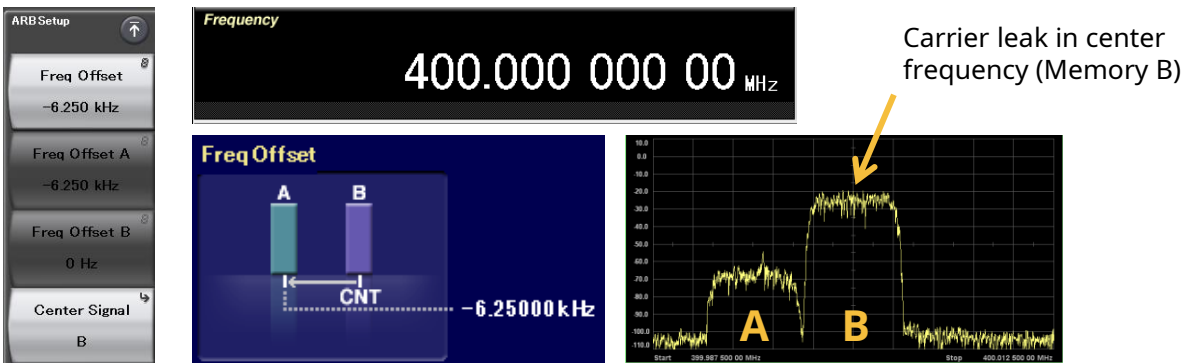 ARB Setup
Freq Offset
-6.250 kHz
Freq Offset A
-6.250 kHz
Freq Offset B
0 Hz
Center Signal
B
Frequency
400.000 000 00 MHz
Carrier leak in center
frequency (Memory B)
Freq Offset
A B
CNT
-6.25000kHz
10.0
0.0
-10.0
-20.0
-30.0
-40.0
-50.0
-60.0
-70.0
-80.0
-90.0
-100.0
-110.0
A B
Start 399.987 500 00 MHz Stop 400.012 500 00 MHz